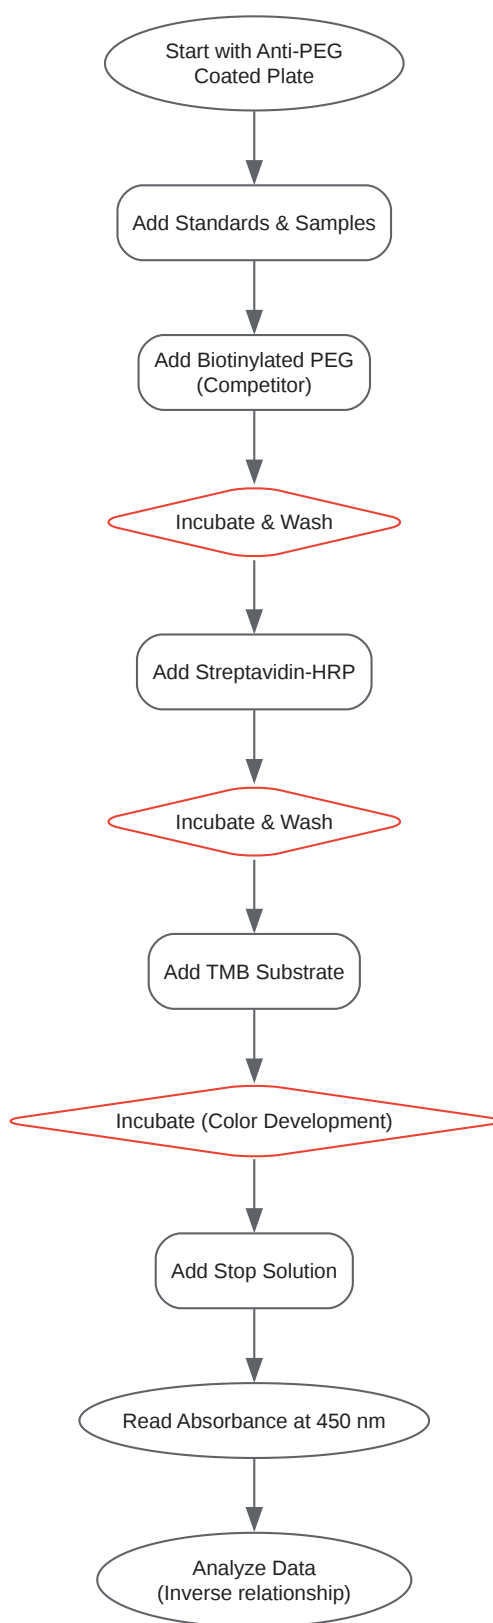 Start with Anti-PEG
Coated Plate
Add Standards & Samples
Add Biotinylated PEG
(Competitor)
Incubate & Wash
Add Streptavidin-HRP
Incubate & Wash
Add TMB Substrate
Incubate (Color Development)
Add Stop Solution
Read Absorbance at 450 nm
Analyze Data
(Inverse relationship)